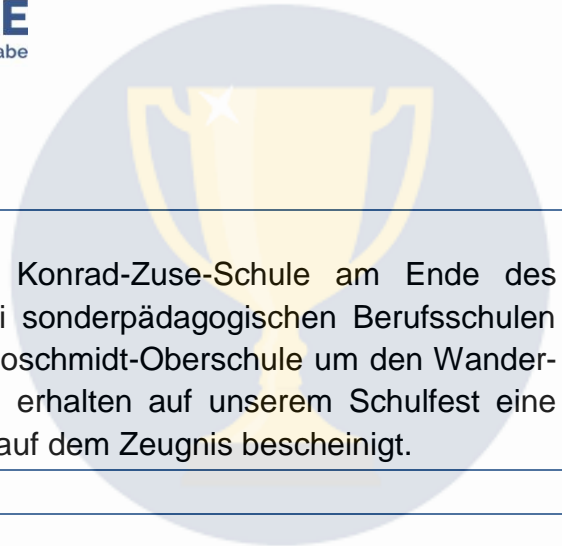 E
abe
Konrad-Zuse-Schule am Ende des
i sonderpädagogischen Berufsschulen
oschmidt-Oberschule um den Wander-
erhalten auf unserem Schulfest eine
auf dem Zeugnis bescheinigt.